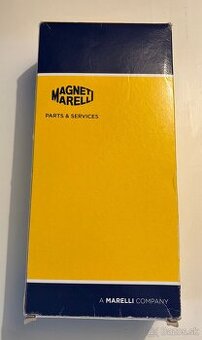 MAGNETI
MARELLI
PARTS & SERVICES
A MARELLI COMPANY